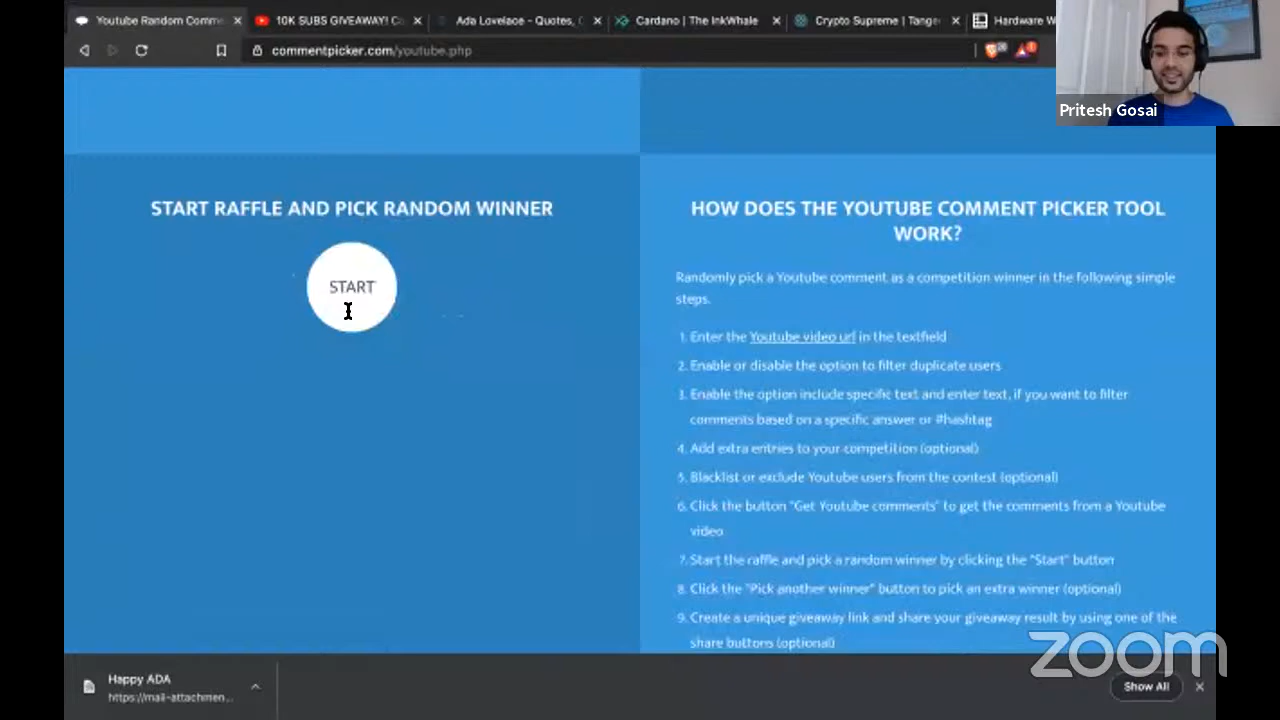 Youtube Random Comme
10K SUBS GIVEAWAY! C
Ada Lovelace - Quotes,
Cardano | The InkWhale
Crypto Supreme | Tange
Hardware W
commentpicker.com/youtube.php
Pritesh Gosai
START RAFFLE AND PICK RANDOM WINNER
START
HOW DOES THE YOUTUBE COMMENT PICKER TOOL
WORK?
Randomly pick a Youtube comment as a competition winner in the following simple
steps.
1. Enter the Youtube video url in the textfield
2. Enable or disable the option to filter duplicate users
3. Enable the option include specific text and enter text, if you want to filter
comments based on a specific answer or #hashtag
4. Add extra entries to your competition (optional)
5. Blacklist or exclude Youtube users from the contest (optional)
6. Click the button "Get Youtube comments" to get the comments from a Youtube
video
7. Start the raffle and pick a random winner by clicking the "Start" button
8. Click the "Pick another winner" button to pick an extra winner (optional)
9. Create a unique giveaway link and share your giveaway result by using one of the
share buttons (optional)
zoom
Happy ADA
https://mail-attachmen...
Show All